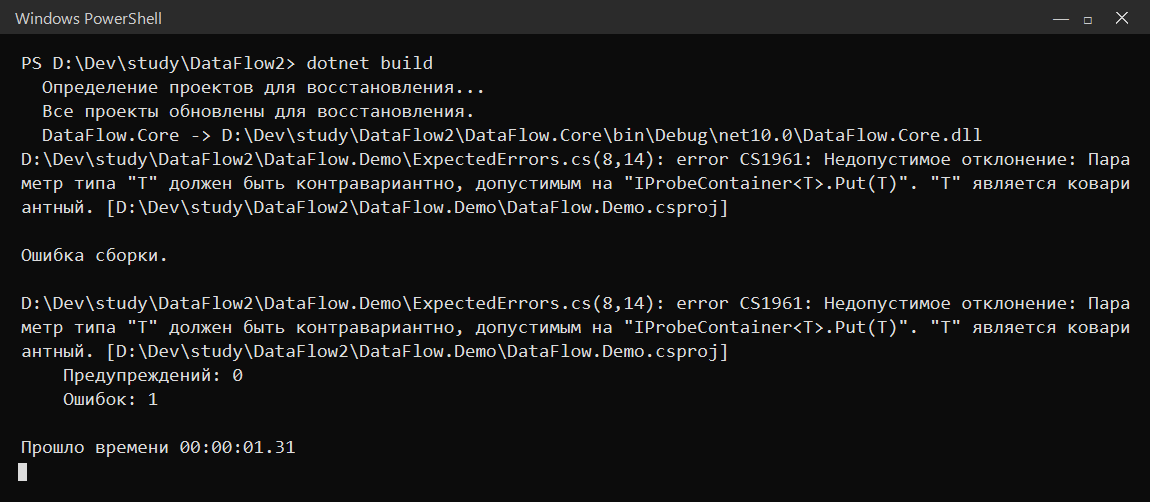 Windows PowerShell
PS D:\Dev\study\DataFlow2> dotnet build
  Определение проектов для восстановления...
  Все проекты обновлены для восстановления.
  DataFlow.Core -> D:\Dev\study\DataFlow2\DataFlow.Core\bin\Debug\net10.0\DataFlow.Core.dll
D:\Dev\study\DataFlow2\DataFlow.Demo\ExpectedErrors.cs(8,14): error CS1961: Недопустимое отклонение: Пара
метр типа "T" должен быть контравариантно, допустимым на "IProbeContainer<T>.Put(T)". "T" является ковари
антный. [D:\Dev\study\DataFlow2\DataFlow.Demo\DataFlow.Demo.csproj]

Ошибка сборки.

D:\Dev\study\DataFlow2\DataFlow.Demo\ExpectedErrors.cs(8,14): error CS1961: Недопустимое отклонение: Пара
метр типа "T" должен быть контравариантно, допустимым на "IProbeContainer<T>.Put(T)". "T" является ковари
антный. [D:\Dev\study\DataFlow2\DataFlow.Demo\DataFlow.Demo.csproj]
    Предупреждений: 0
    Ошибок: 1

Прошло времени 00:00:01.31